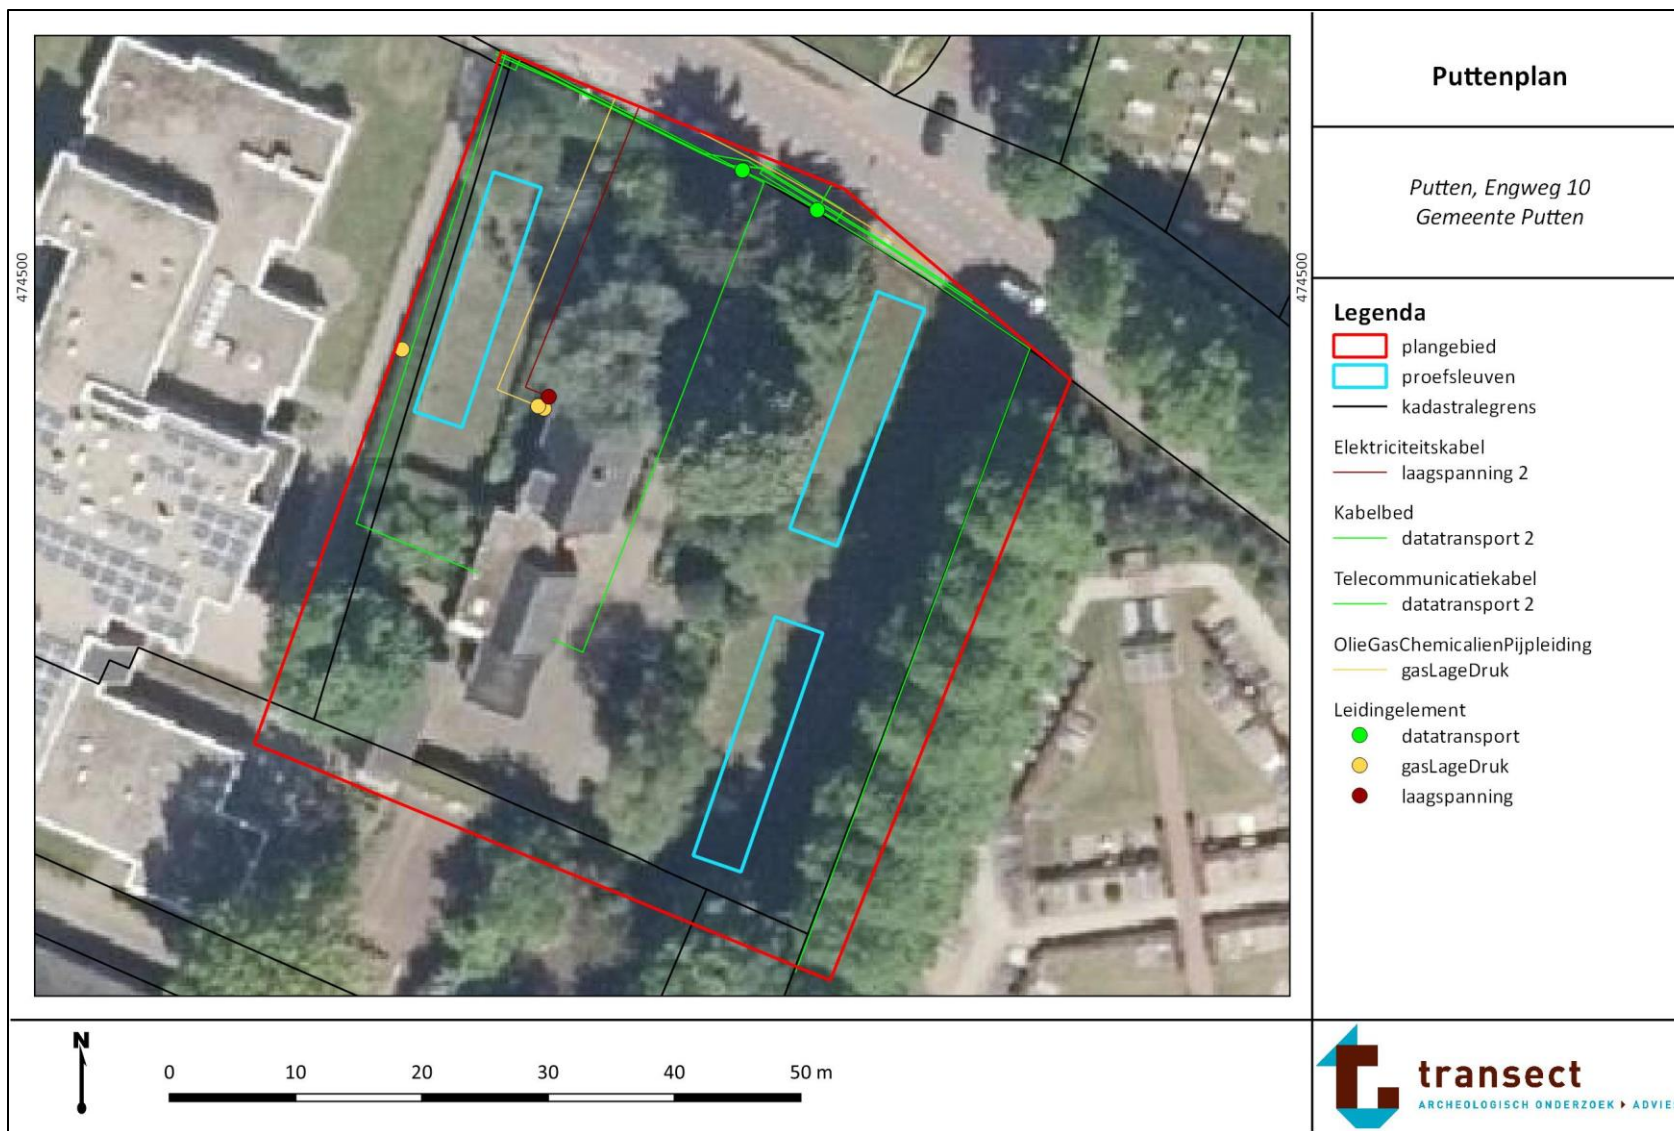 Puttenplan
Putten, Engweg 10
Gemeente Putten
474500
474500
Legenda
plangebied
proefsleuven
kadastralegrens
Elektriciteitskabel
laagspanning 2
Kabelbed
datatransport 2
Telecommunicatiekabel
datatransport 2
OlieGasChemicalienPijpleiding
gasLageDruk
Leidingelement
datatransport
gasLageDruk
laagspanning
N
0 10 20 30 40 50 m
transect
ARCHEOLOGISCH ONDERZOEK ADVIE